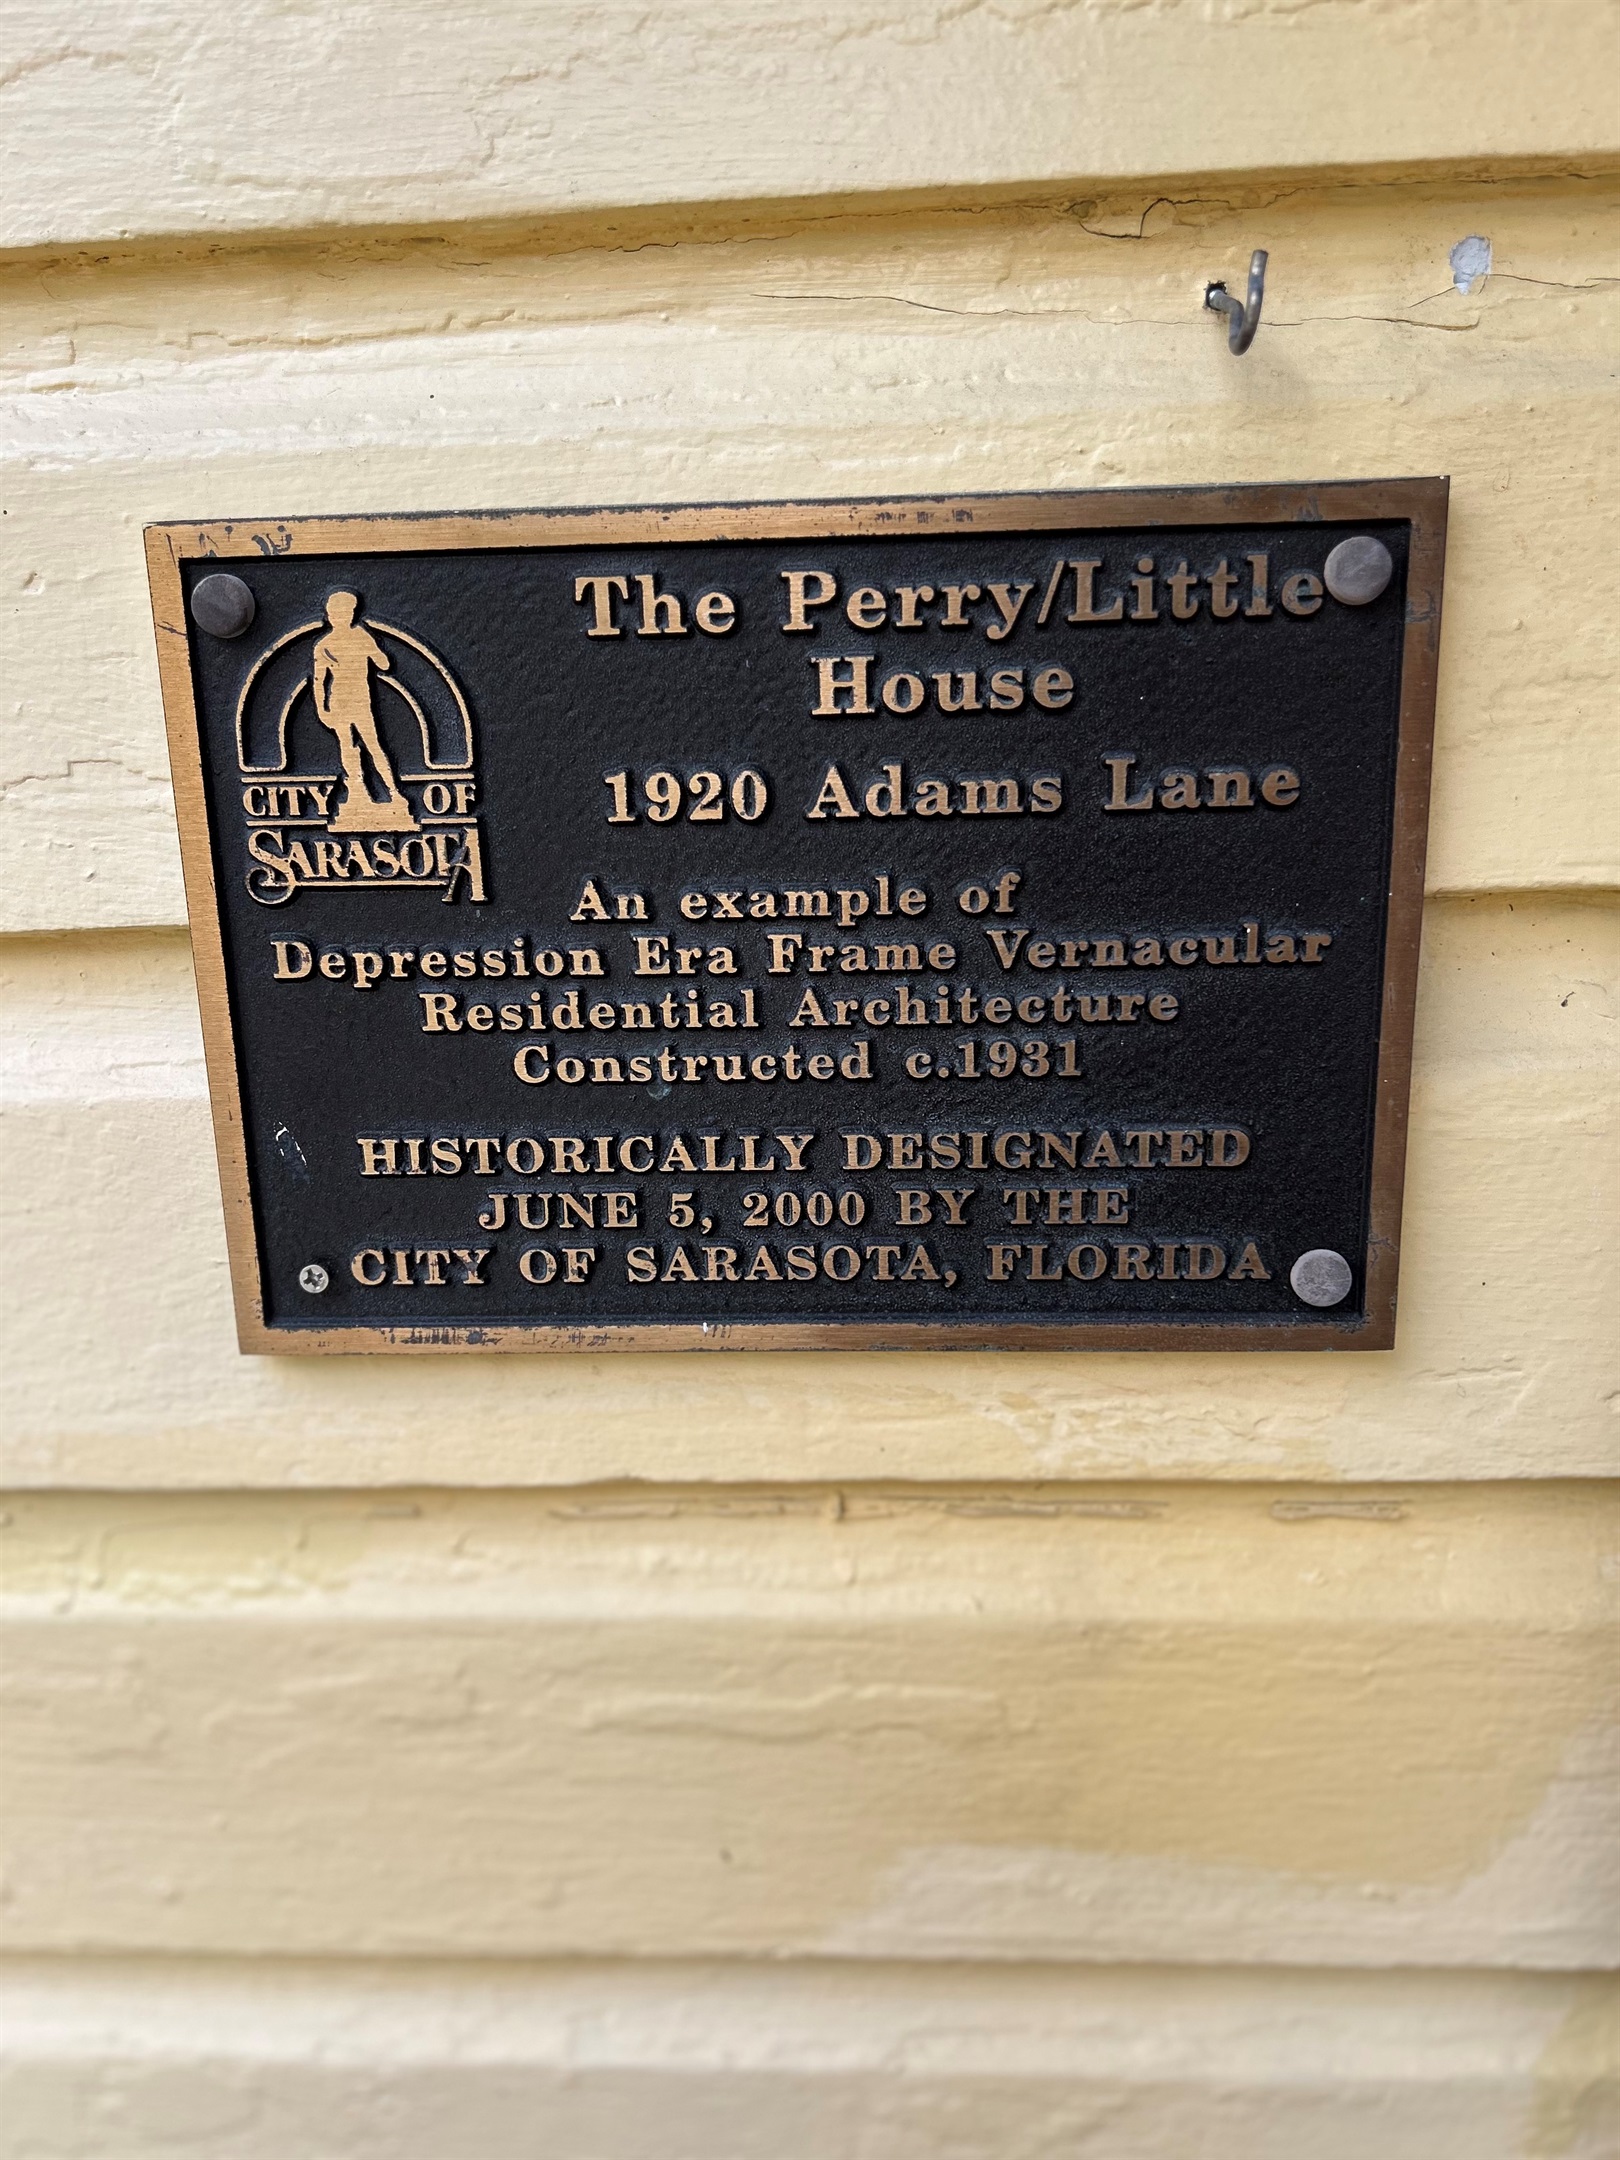 The Perry/Little
House
1920 Adams Lane
CITY OF
SARASOTA
An example of
Depression Era Frame Vernacular
Residential Architecture
Constructed c.1931
HISTORICALLY DESIGNATED
JUNE 5, 2000 BY THE
CITY OF SARASOTA, FLORIDA